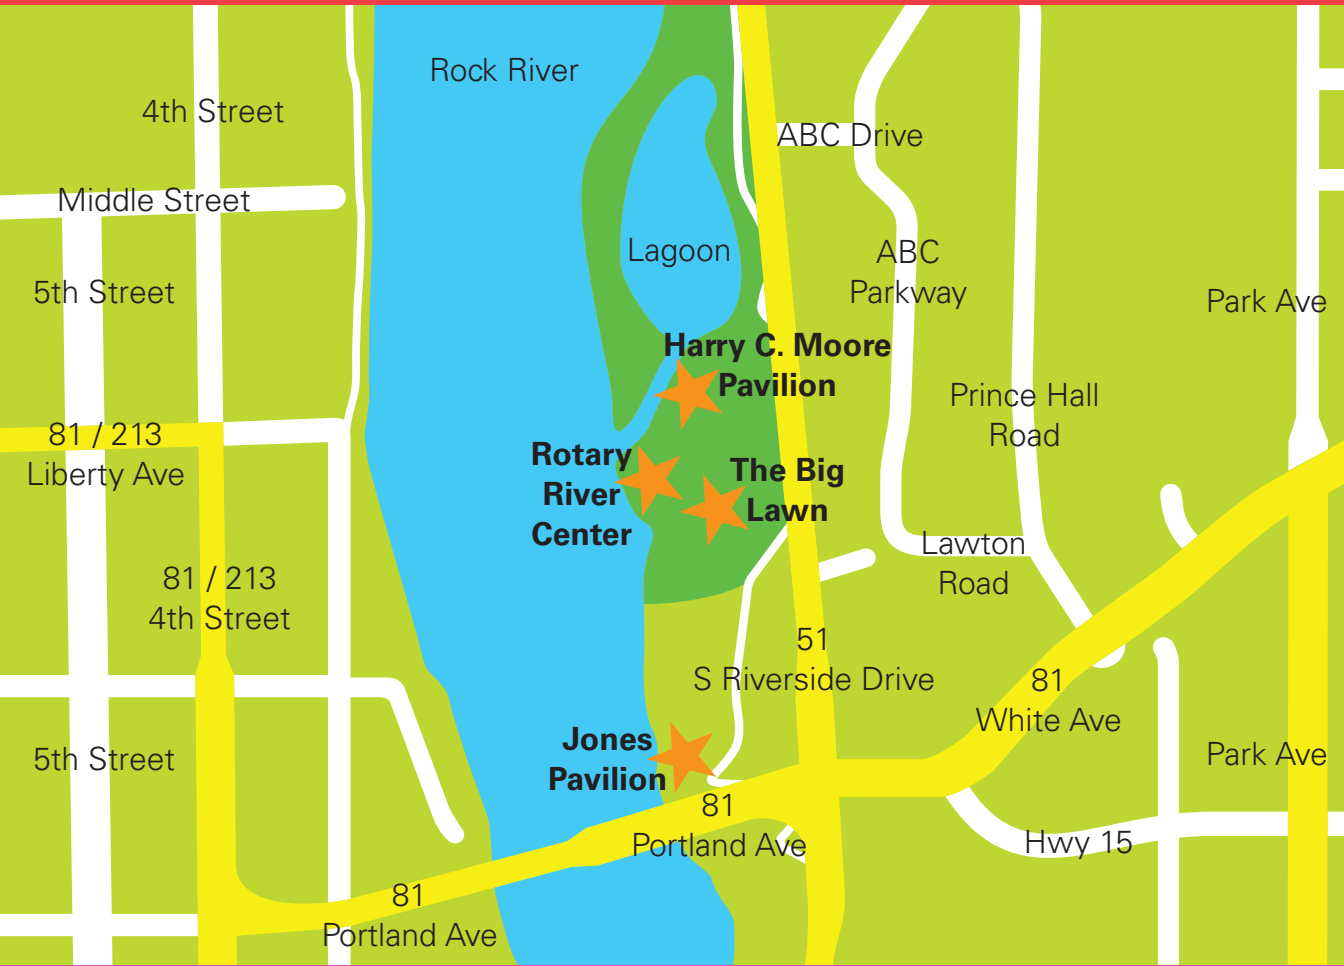 Rock River
4th Street
ABC Drive
Middle Street
Lagoon
ABC
Parkway
5th Street
Park Ave
Harry C. Moore
Pavilion
Prince Hall
Road
81 / 213
Liberty Ave
Rotary
River
Center
The Big
Lawn
Lawton
Road
81 / 213
4th Street
51
S Riverside Drive
81
White Ave
Jones
Pavilion
5th Street
Park Ave
81
Portland Ave
Hwy 15
81
Portland Ave